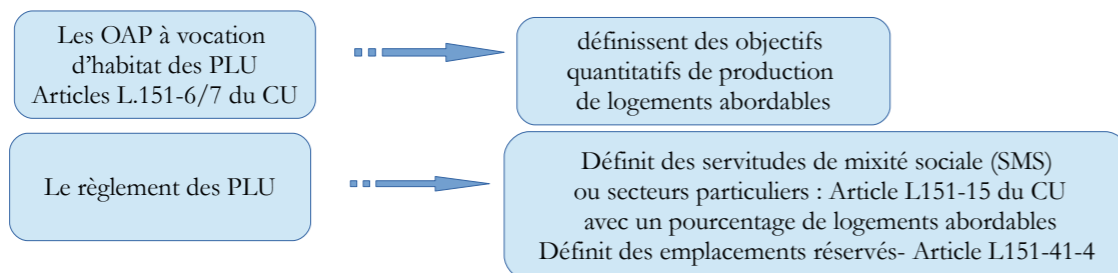 Les OAP à vocation
d'habitat des PLU
Articles L.151-6/7 du CU
définissent des objectifs
quantitatifs de production
de logements abordables
Le règlement des PLU
Définit des servitudes de mixité sociale (SMS)
ou secteurs particuliers : Article L151-15 du CU
avec un pourcentage de logements abordables
Définit des emplacements réservés- Article L151-41-4